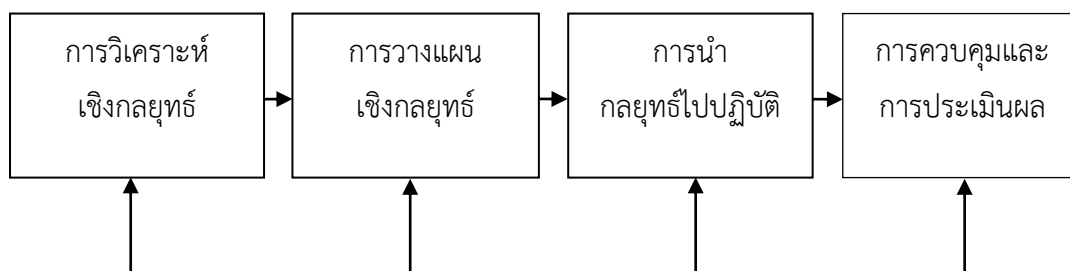 การวิเคราะห์
เชิงกลยุทธ์
การวางแผน
เชิงกลยุทธ์
การนำ
กลยุทธ์ไปปฏิบัติ
การควบคุมและ
การประเมินผล